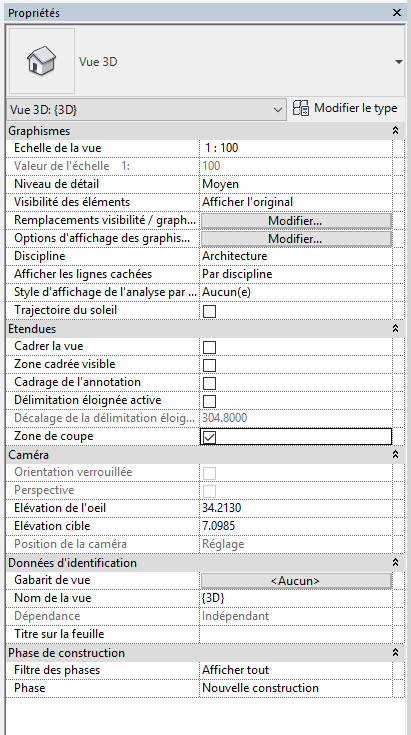 Propriétés
Vue 3D
Vue 3D: {3D} Modifier le type
Graphismes
Echelle de la vue 1 : 100
Valeur de l'échelle 1: 100
Niveau de détail Moyen
Visibilité des éléments Afficher l'original
Remplacements visibilité / graph... Modifier...
Options d'affichage des graphis... Modifier...
Discipline Architecture
Afficher les lignes cachées Par discipline
Style d'affichage de l'analyse par ... Aucun(e)
Trajectoire du soleil
Etendues
Cadrer la vue
Zone cadrée visible
Cadrage de l'annotation
Délimitation éloignée active
Décalage de la délimitation éloig... 304.8000
Zone de coupe
Caméra
Orientation verrouillée
Perspective
Elévation de l'oeil 34.2130
Elévation cible 7.0985
Position de la caméra Réglage
Données d'identification
Gabarit de vue <Aucun>
Nom de la vue {3D}
Dépendance Indépendant
Titre sur la feuille
Phase de construction
Filtre des phases Afficher tout
Phase Nouvelle construction